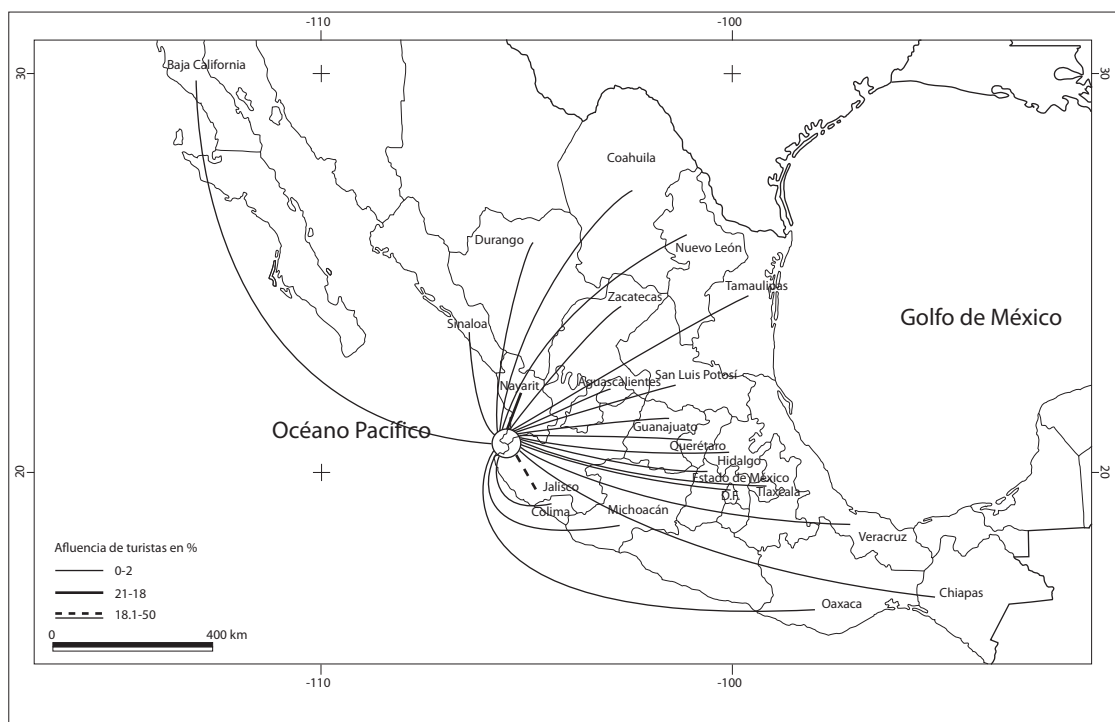 -110
-100
30
30
Baja California
Coahuila
Durango
Nuevo León
Tamaulipas
Zacatecas
Sinaloa
Golfo de México
San Luis Potosí
Aguascalientes
Nayarit
Océano Pacífico
Guanajuato
Querétaro
Hidalgo
20
20
Estado de México
Jalisco
Tlaxcala
D.F.
Colima
Michoacán
Veracruz
Afluencia de turistas en %
0-2
21-18
18.1-50
Chiapas
Oaxaca
0
400 km
-110
-100